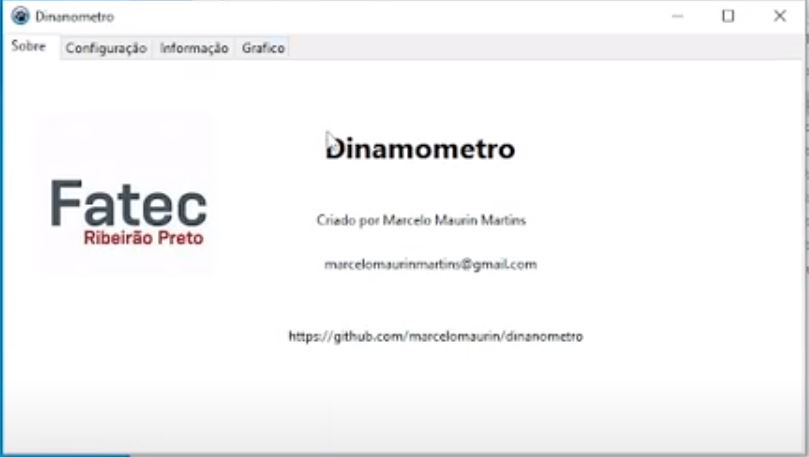 Dinanometro
Sobre Configuração Informação Grafico
Dinamometro
Fatec
Ribeirão Preto
Criado por Marcelo Maurin Martins
marcelomaurinmartins@gmail.com
https://github.com/marcelomaurin/dinanometro